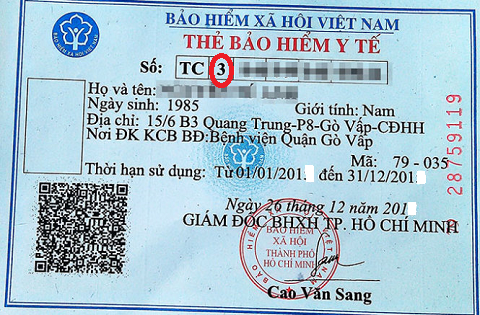 BẢO HIỂM XÃ HỘI VIỆT NAM
THẺ BẢO HIỂM Y TẾ
Số: TC 3
Họ và tên:
Ngày sinh: 1985 Giới tính: Nam
Địa chỉ: 15/6 B3 Quang Trung-P8-Gò Vấp-CĐHH
Nơi ĐK KCB BĐ:Bệnh viện Quận Gò Vấp
Mã: 79 - 035
Thời hạn sử dụng: Từ 01/01/201 đến 31/12/201
Ngày 26 tháng 12 năm 201
GIÁM ĐỐC BHXH TP. HỒ CHÍ MINH
BẢO HIỂM
XÃ HỘI
THÀNH PHỐ
HỒ CHÍ MINH
Cao Văn Sang
28759119